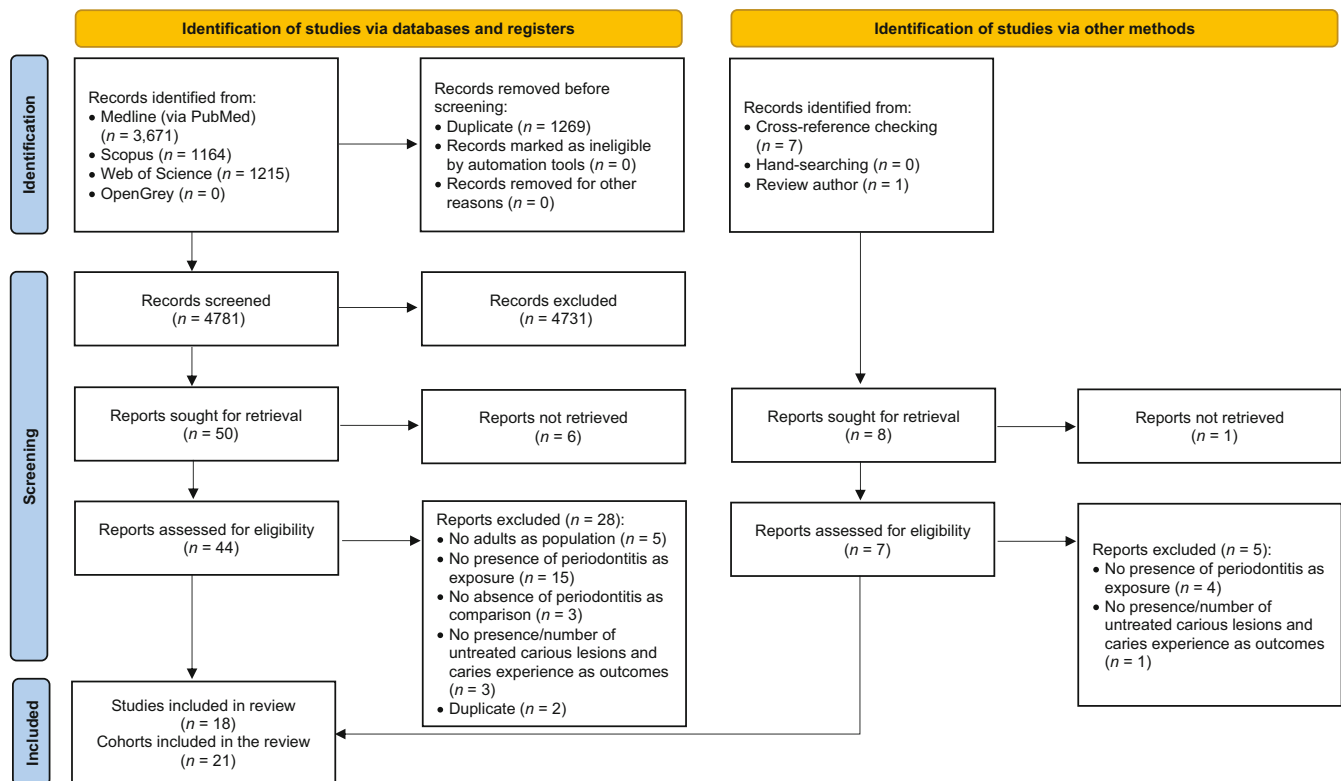 Identification of studies via databases and registers
Identification of studies via other methods
Identification
Records identified from:
• Medline (via PubMed)
(n = 3,671)
• Scopus (n = 1164)
• Web of Science (n = 1215)
• OpenGrey (n = 0)
Records removed before
screening:
• Duplicate (n = 1269)
• Records marked as ineligible
by automation tools (n = 0)
• Records removed for other
reasons (n = 0)
Records identified from:
• Cross-reference checking
(n = 7)
• Hand-searching (n = 0)
• Review author (n = 1)
Screening
Records screened
(n = 4781)
Records excluded
(n = 4731)
Reports sought for retrieval
(n = 50)
Reports not retrieved
(n = 6)
Reports sought for retrieval
(n = 8)
Reports not retrieved
(n = 1)
Reports assessed for eligibility
(n = 44)
Reports excluded (n = 28):
• No adults as population (n = 5)
• No presence of periodontitis as
exposure (n = 15)
• No absence of periodontitis as
comparison (n = 3)
• No presence/number of
untreated carious lesions and
caries experience as outcomes
(n = 3)
• Duplicate (n = 2)
Reports assessed for eligibility
(n = 7)
Reports excluded (n = 5):
• No presence of periodontitis as
exposure (n = 4)
• No presence/number of
untreated carious lesions and
caries experience as outcomes
(n = 1)
Included
Studies included in review
(n = 18)
Cohorts included in the review
(n = 21)